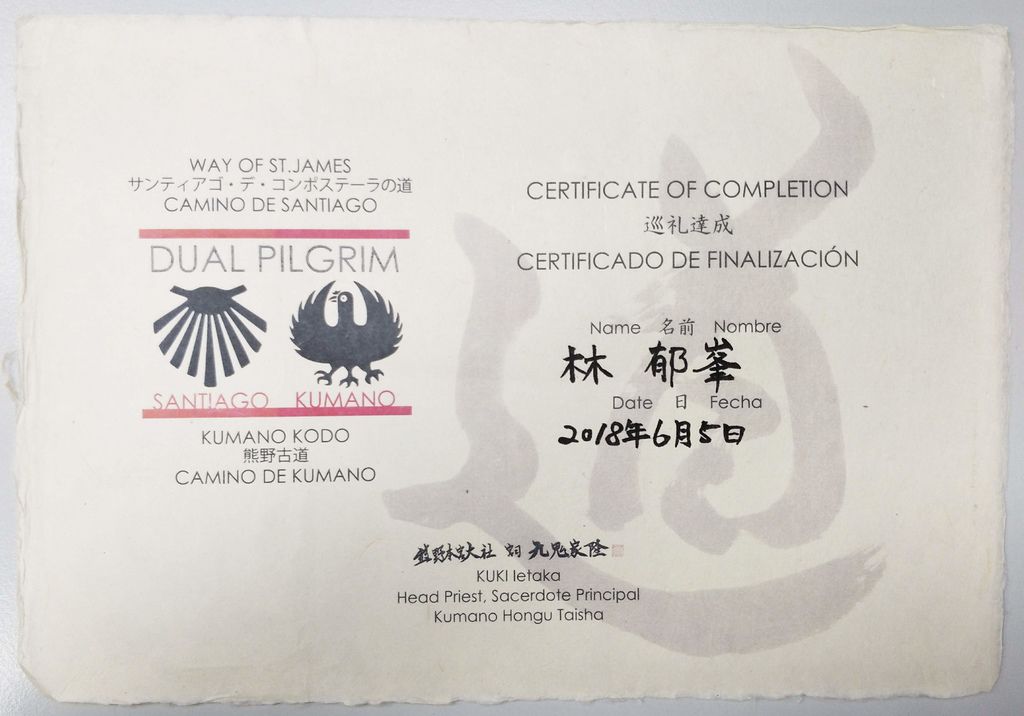 WAY OF ST.JAMES
サンティアゴ・デ・コンポステーラの道
CAMINO DE SANTIAGO
DUAL PILGRIM
SANTIAGO KUMANO
KUMANO KODO
熊野古道
CAMINO DE KUMANO
CERTIFICATE OF COMPLETION
巡礼達成
CERTIFICADO DE FINALIZACIÓN
Name 名前 Nombre
林 郁峯
Date 日 Fecha
2018年6月5日
道
熊野本宮大社 宮司 九鬼家隆
KUKI Ietaka
Head Priest, Sacerdote Principal
Kumano Hongu Taisha